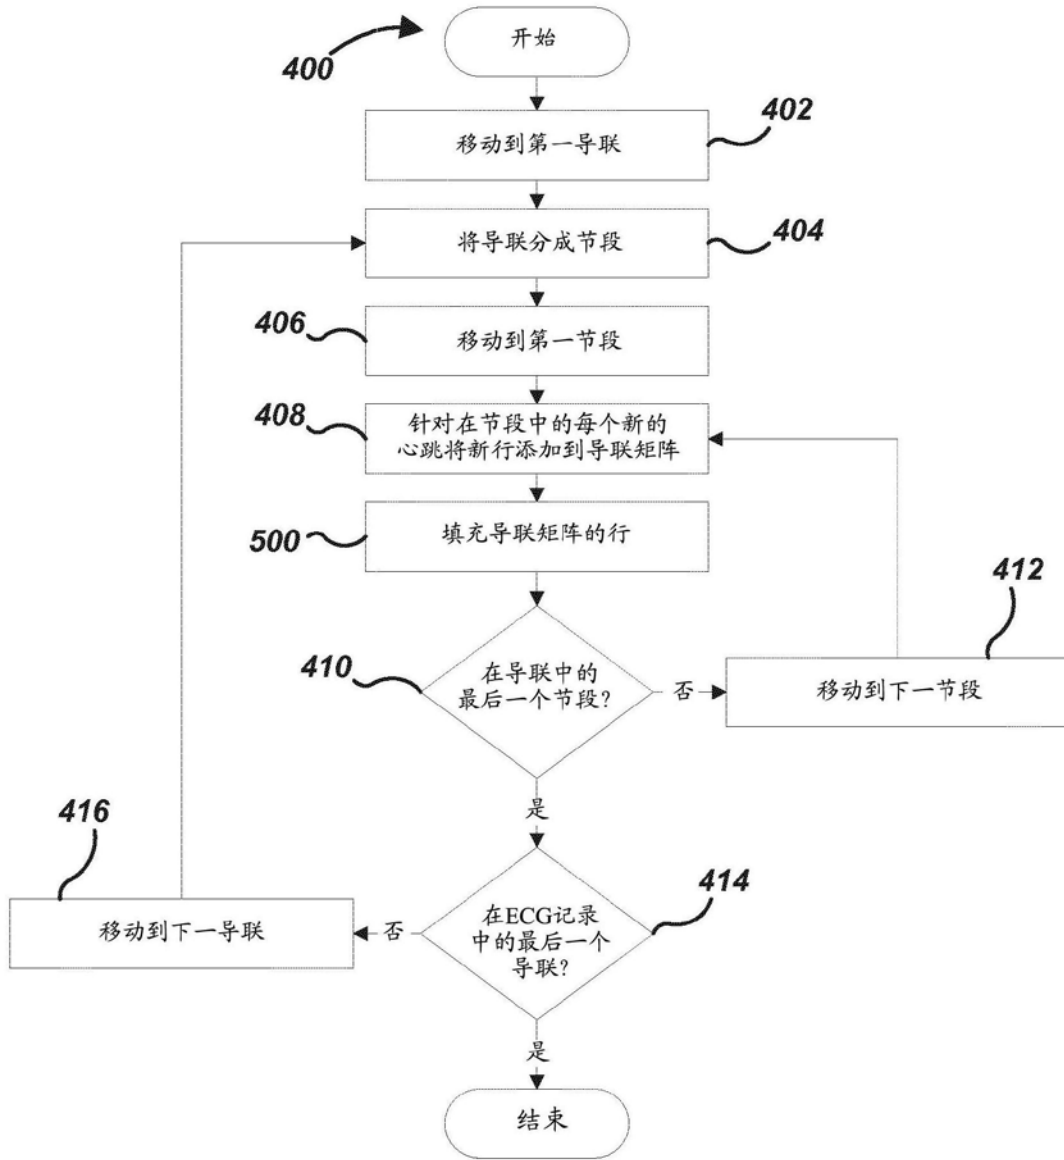 开始
400
402
移动到第一导联
404
将导联分成节段
406
移动到第一节段
408
针对在节段中的每个新的
心跳将新行添加到导联矩阵
500
填充导联矩阵的行
412
410
在导联中的
最后一个节段?
否
移动到下一节段
是
416
414
在ECG记录
中的最后一个
导联?
否
移动到下一导联
是
结束